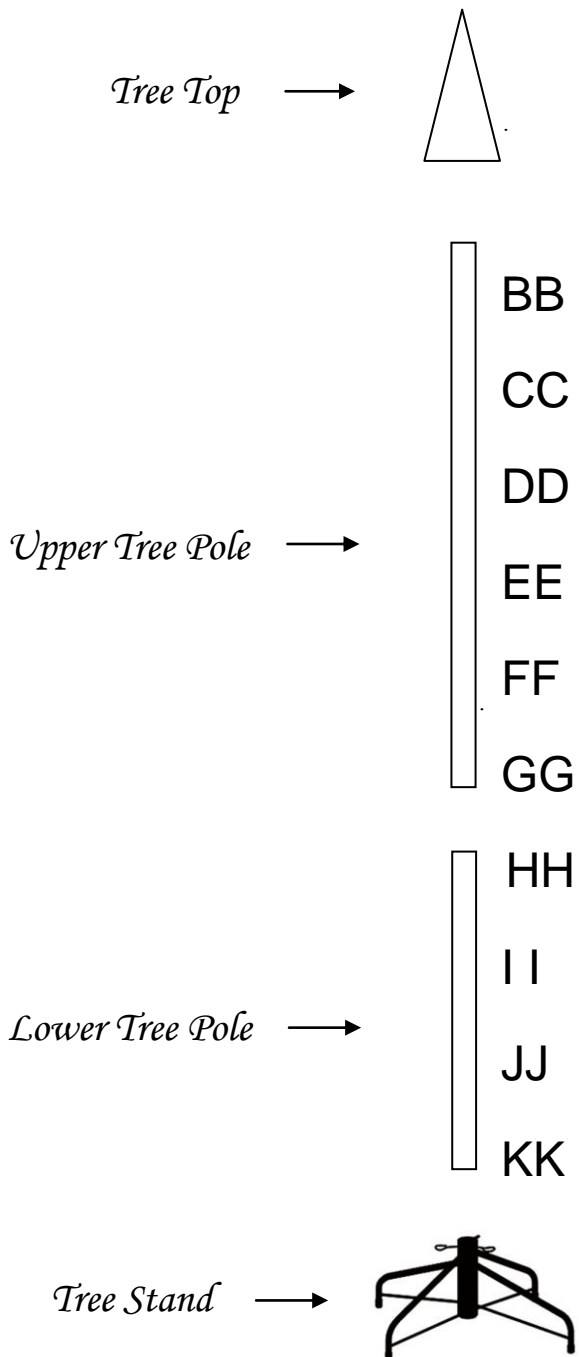 Tree Top
BB
CC
DD
Upper Tree Pole
EE
FF
GG
HH
I I
Lower Tree Pole
JJ
KK
Tree Stand